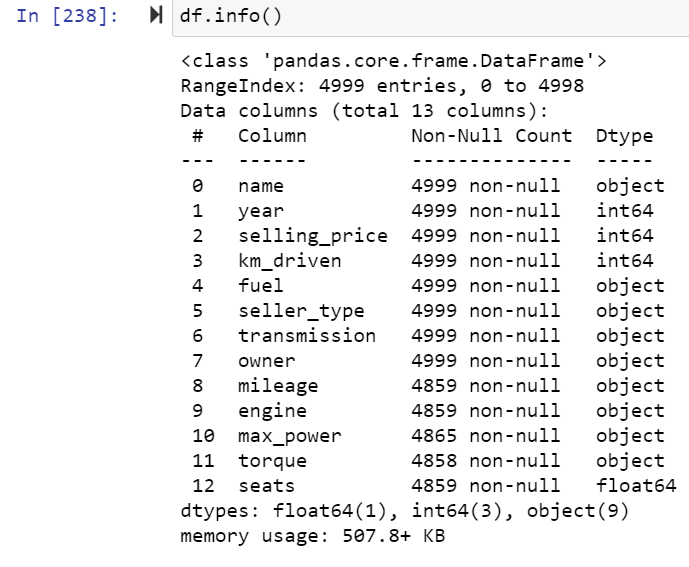 In [238]: df.info()
<class 'pandas.core.frame.DataFrame'>
RangeIndex: 4999 entries, 0 to 4998
Data columns (total 13 columns):
 #   Column         Non-Null Count  Dtype
---  ------         --------------  -----
 0   name           4999 non-null   object
 1   year           4999 non-null   int64
 2   selling_price  4999 non-null   int64
 3   km_driven      4999 non-null   int64
 4   fuel           4999 non-null   object
 5   seller_type    4999 non-null   object
 6   transmission   4999 non-null   object
 7   owner          4999 non-null   object
 8   mileage        4859 non-null   object
 9   engine         4859 non-null   object
 10  max_power      4865 non-null   object
 11  torque         4858 non-null   object
 12  seats          4859 non-null   float64
dtypes: float64(1), int64(3), object(9)
memory usage: 507.8+ KB